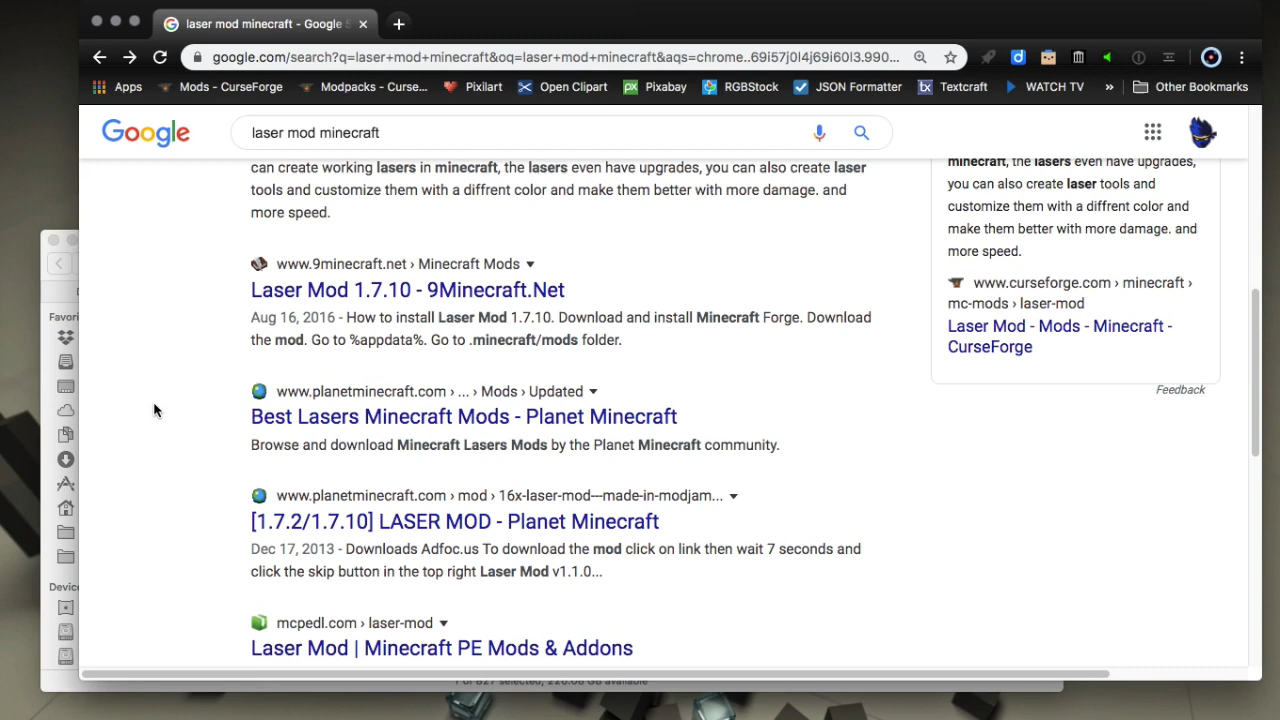 laser mod minecraft - Google S
google.com/search?q=laser+mod+minecraft&oq=laser+mod+minecraft&aqs=chrome..69i57j0l4j69i60l3.990...
Apps Mods - CurseForge Modpacks - Curse... Pixilart Open Clipart px Pixabay RGBStock JSON Formatter tx Textcraft WATCH TV » Other Bookmarks
Google laser mod minecraft
can create working lasers in minecraft, the lasers even have upgrades, you can also create laser
tools and customize them with a diffrent color and make them better with more damage. and
more speed.
www.9minecraft.net › Minecraft Mods
Laser Mod 1.7.10 - 9Minecraft.Net
Aug 16, 2016 - How to install Laser Mod 1.7.10. Download and install Minecraft Forge. Download
the mod. Go to %appdata%. Go to .minecraft/mods folder.
www.planetminecraft.com › ... › Mods › Updated
Best Lasers Minecraft Mods - Planet Minecraft
Browse and download Minecraft Lasers Mods by the Planet Minecraft community.
www.planetminecraft.com › mod › 16x-laser-mod---made-in-modjam...
[1.7.2/1.7.10] LASER MOD - Planet Minecraft
Dec 17, 2013 - Downloads Adfoc.us To download the mod click on link then wait 7 seconds and
click the skip button in the top right Laser Mod v1.1.0...
mcpedl.com › laser-mod
Laser Mod | Minecraft PE Mods & Addons
minecraft, the lasers even have upgrades,
you can also create laser tools and
customize them with a diffrent color and
make them better with more damage. and
more speed.
www.curseforge.com › minecraft ›
mc-mods › laser-mod
Laser Mod - Mods - Minecraft -
CurseForge
Feedback
Favori
Device